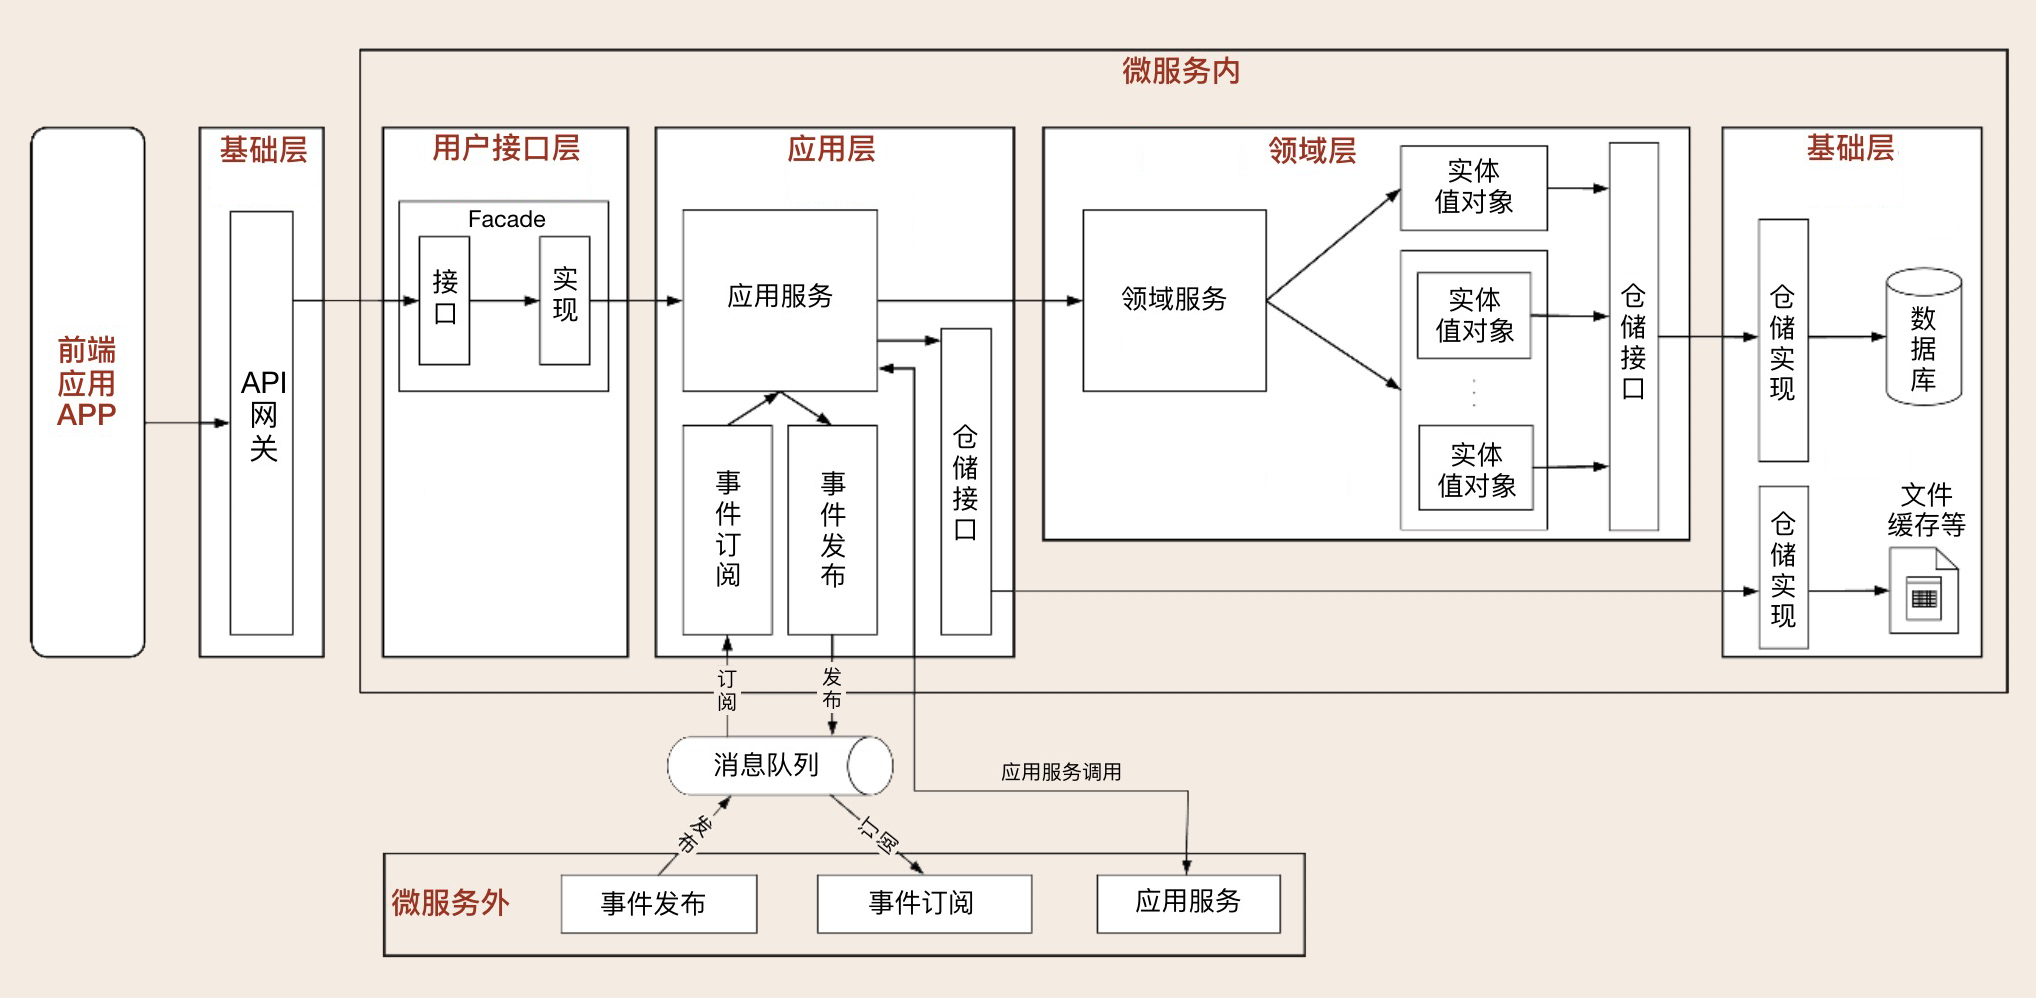 微服务内
前端
应用
APP
基础层
API
网
关
用户接口层
Facade
接
口
实
现
应用层
应用服务
事
件
订
阅
事
件
发
布
仓
储
接
口
领域层
领域服务
实体
值对象
实体
值对象
实体
值对象
仓
储
接
口
基础层
仓
储
实
现
数
据
库
仓
储
实
现
文件
缓存等
订
阅
发
布
消息队列
应用服务调用
发布
订阅
微服务外
事件发布
事件订阅
应用服务